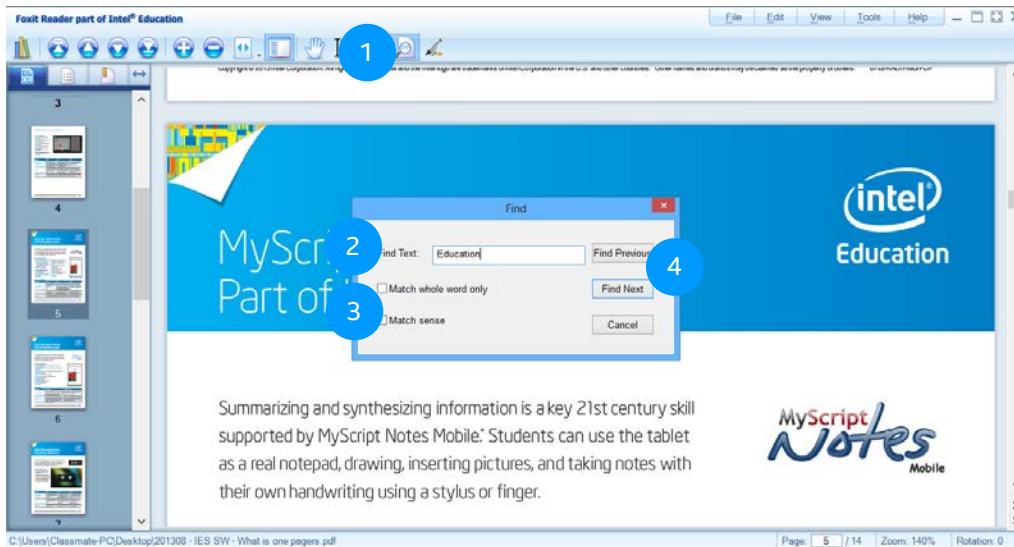 Foxit Reader part of Intel® Education
File Edit View Tools Help
1
3
4
5
6
7
intel®
Education
MyScri
Part of
Find
2
Find Text: Education
Find Previous
4
Match whole word only
Find Next
3
Match sense
Cancel
Summarizing and synthesizing information is a key 21st century skill
supported by MyScript Notes Mobile.* Students can use the tablet
as a real notepad, drawing, inserting pictures, and taking notes with
their own handwriting using a stylus or finger.
MyScript
Notes
Mobile
C:\Users\Classmate-PC\Desktop\201308 - IES SW - What is one pagers.pdf
Page: 5 / 14 Zoom: 140% Rotation: 0